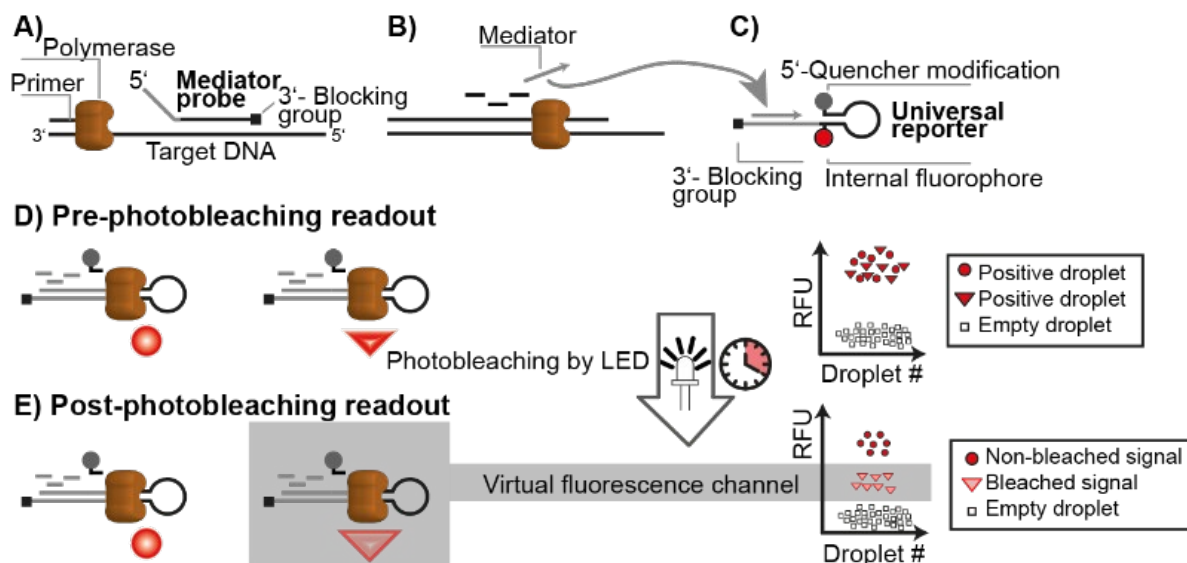 A)
Polymerase
Primer
5‘
Mediator
probe
3‘- Blocking
group
3‘
5‘
Target DNA
B)
Mediator
C)
5‘-Quencher modification
Universal
reporter
3‘- Blocking
group
Internal fluorophore
D) Pre-photobleaching readout
Photobleaching by LED
RFU
Droplet #
Positive droplet
Positive droplet
Empty droplet
E) Post-photobleaching readout
Virtual fluorescence channel
RFU
Droplet #
Non-bleached signal
Bleached signal
Empty droplet